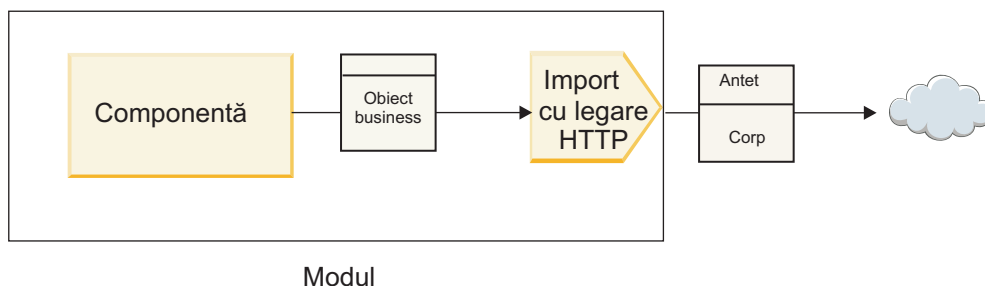 Componentă
Obiect
business
Import
cu legare
HTTP
Antet
Corp
Modul